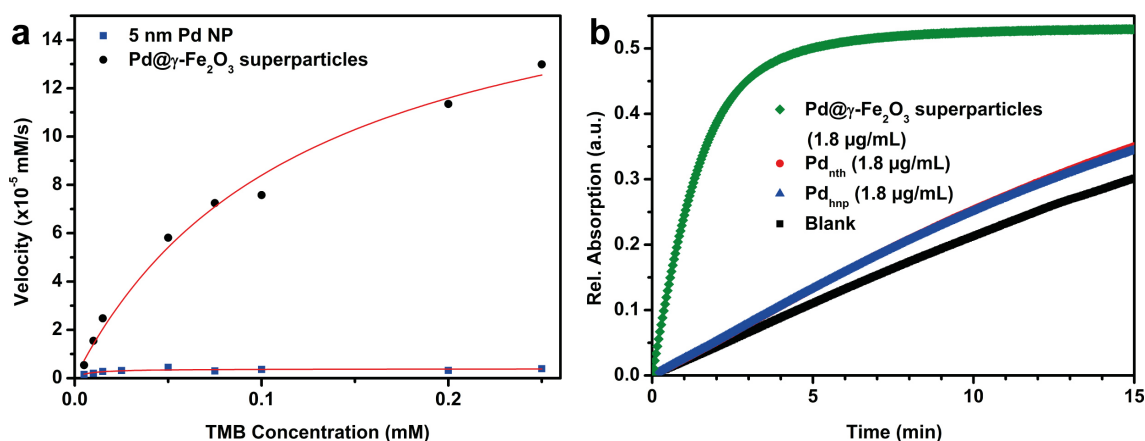 a
5 nm Pd NP
Pd@γ-Fe₂O₃ superparticles
Velocity (x10⁻⁵ mM/s)
14
12
10
8
6
4
2
0
0.0
0.1
0.2
TMB Concentration (mM)
b
Pd@γ-Fe₂O₃ superparticles
(1.8 µg/mL)
Pdₙₜₕ (1.8 µg/mL)
Pdₕₙₚ (1.8 µg/mL)
Blank
Rel. Absorption (a.u.)
0.5
0.4
0.3
0.2
0.1
0.0
0
5
10
15
Time (min)